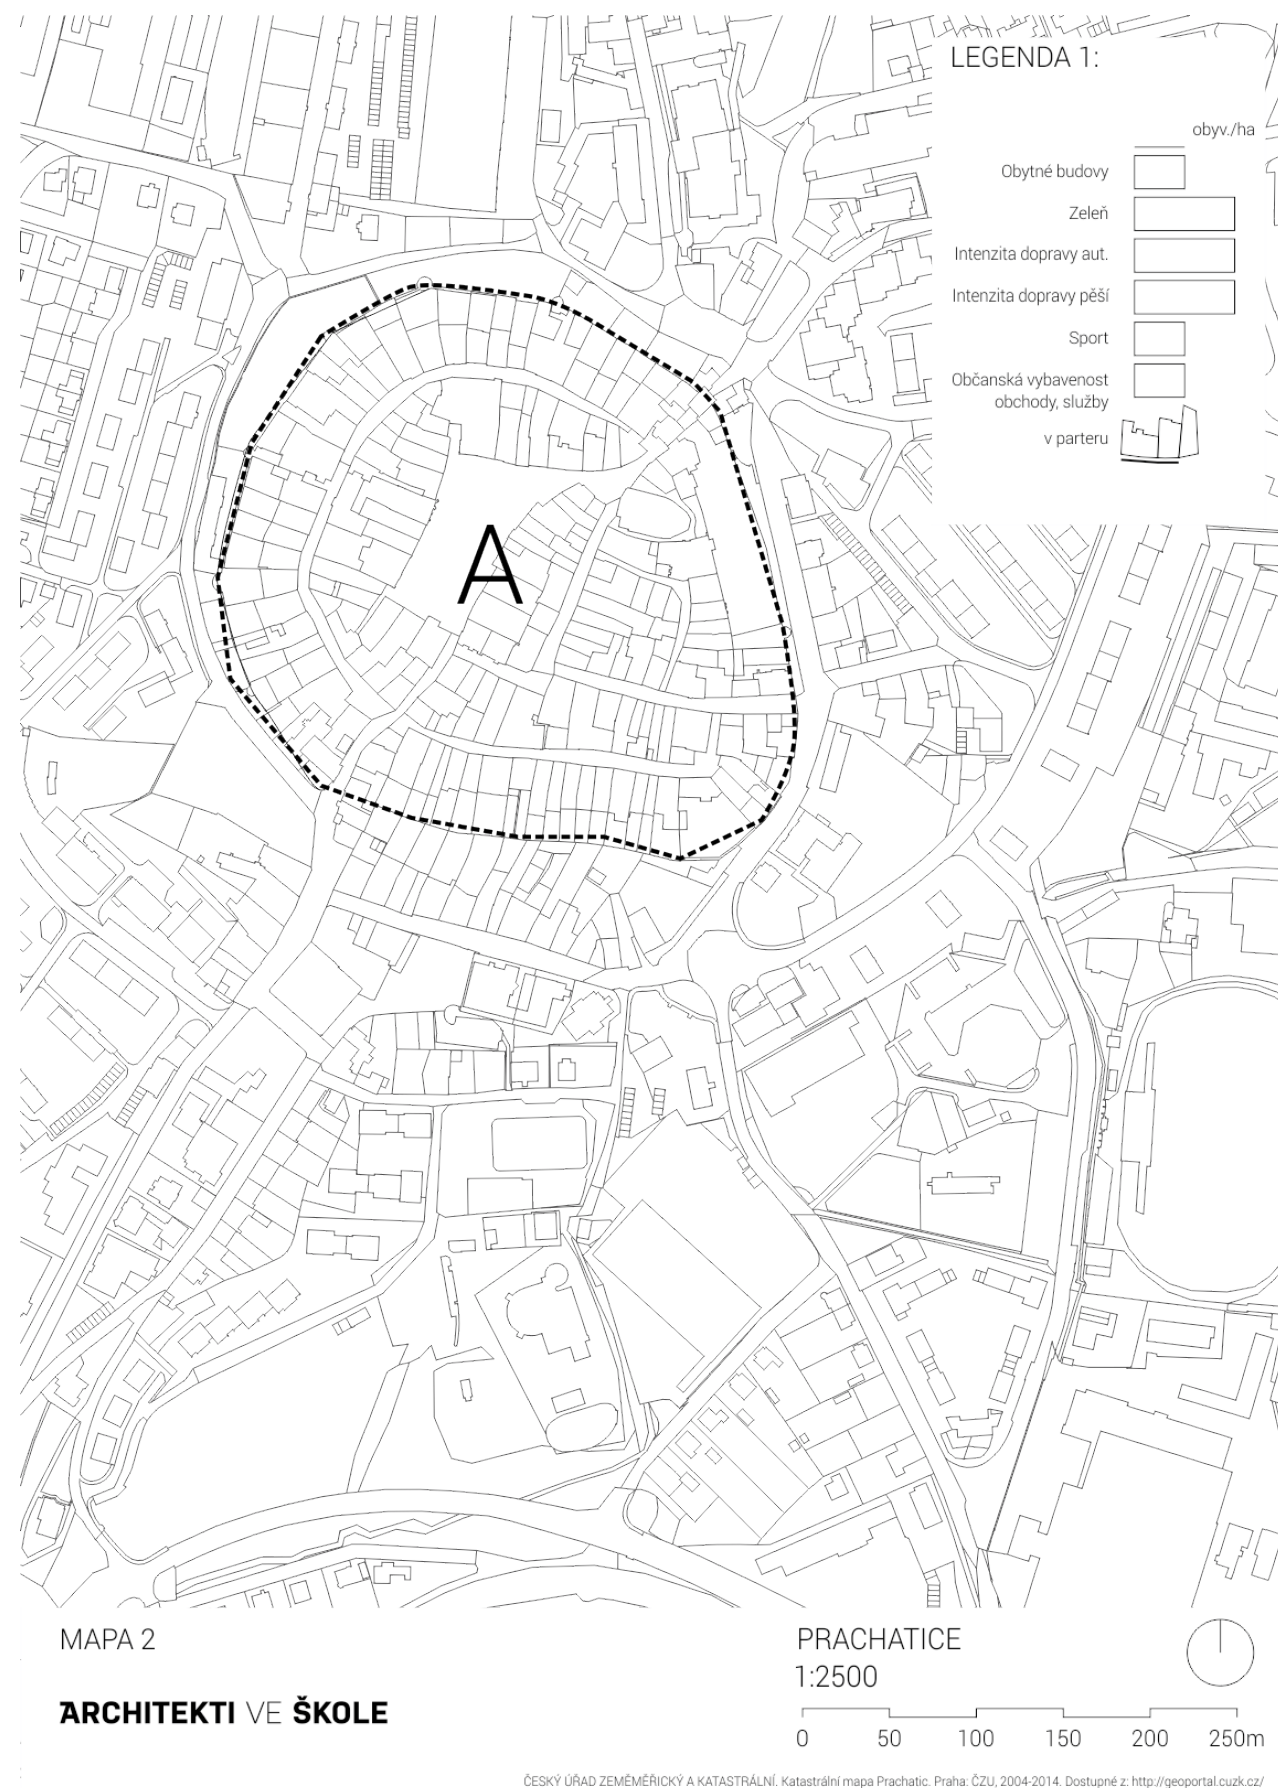 LEGENDA 1:
obyv./ha
Obytné budovy
Zeleň
Intenzita dopravy aut.
Intenzita dopravy pěší
Sport
Občanská vybavenost
obchody, služby
v parteru
A
MAPA 2
PRACHATICE
1:2500
ARCHITEKTI VE ŠKOLE
0 50 100 150 200 250m
ČESKÝ ÚŘAD ZEMĚMĚŘICKÝ A KATASTRÁLNÍ. Katastrální mapa Prachatic. Praha: ČZU, 2004-2014. Dostupné z: http://geoportal.cuzk.cz/